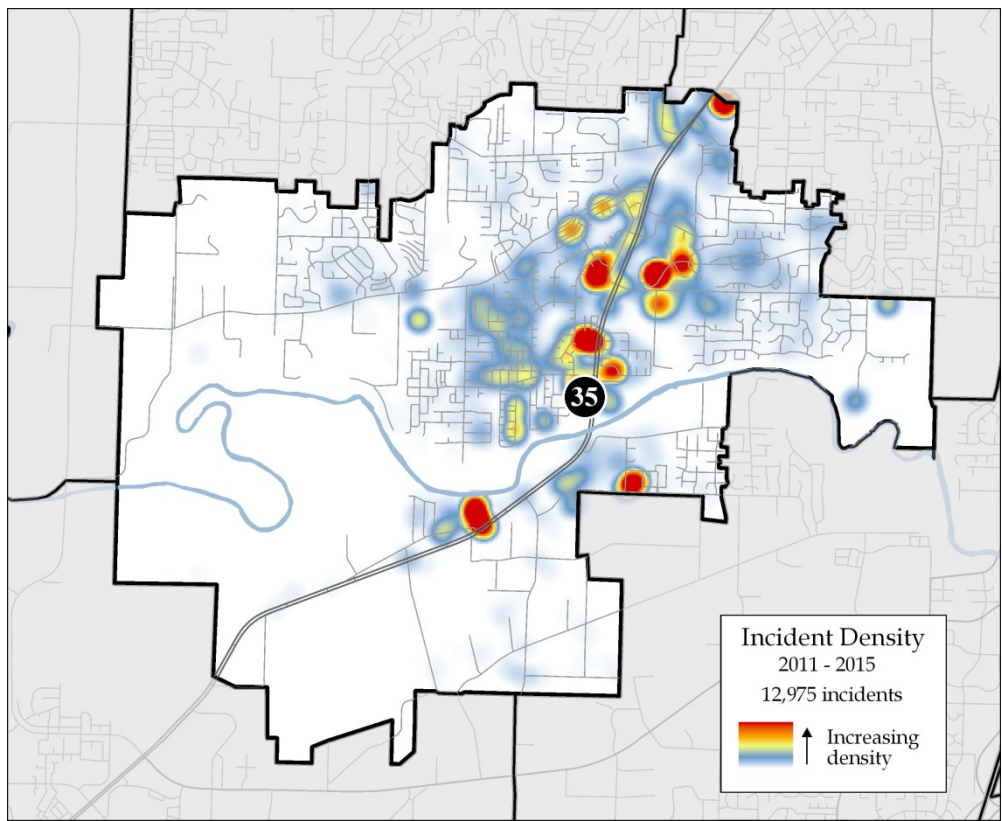 35
Incident Density
2011 - 2015
12,975 incidents
Increasing
density